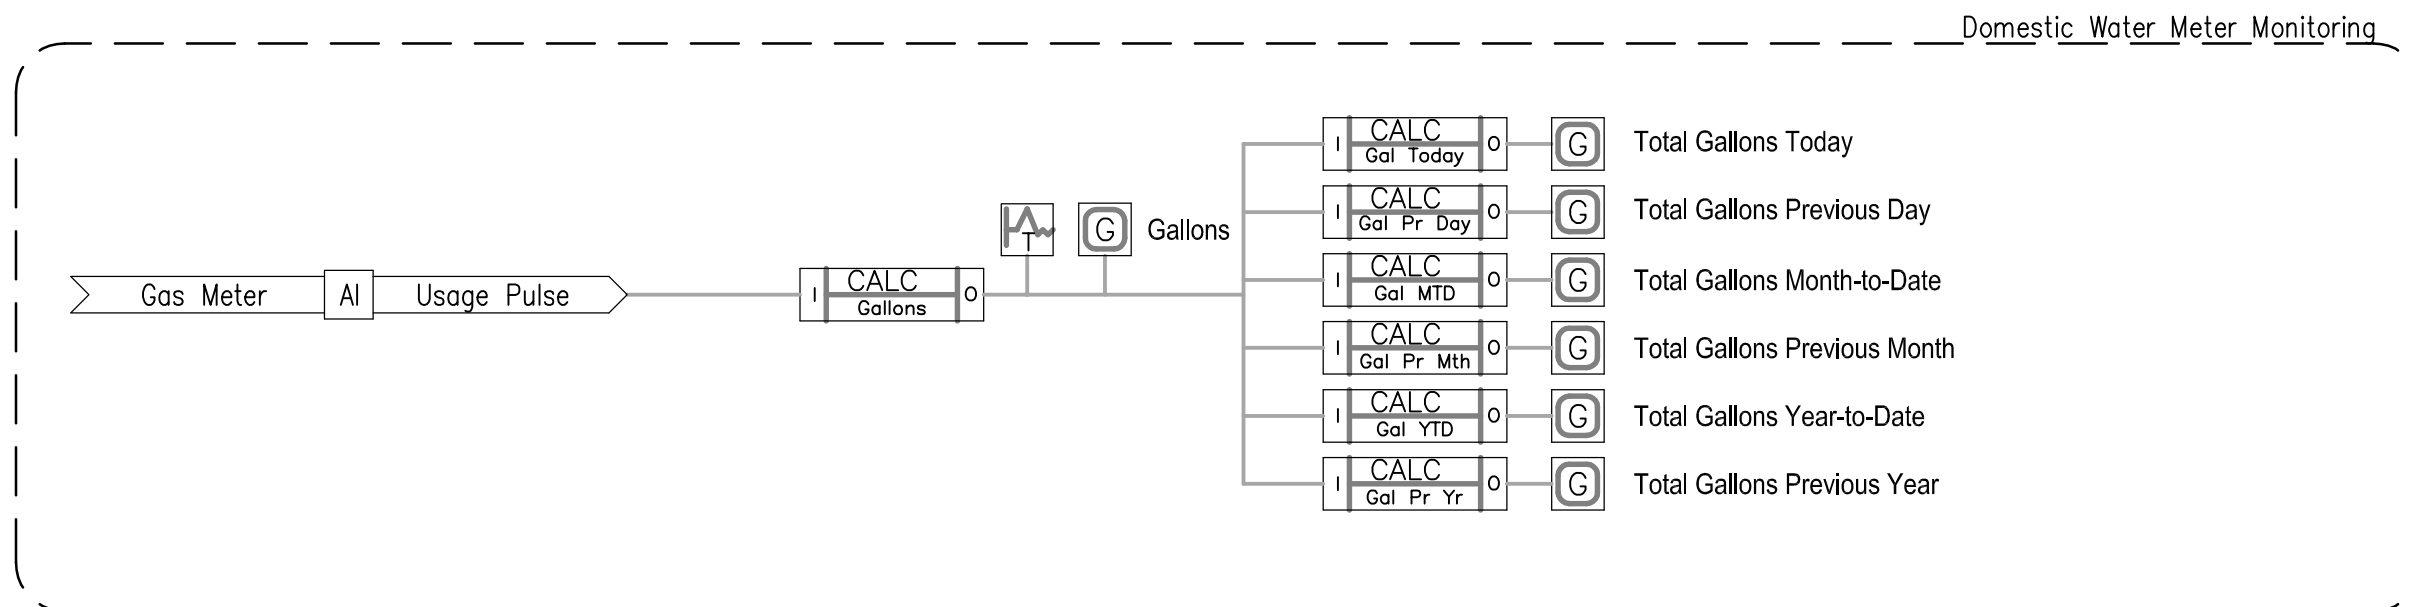 Domestic Water Meter Monitoring
I CALC O G Total Gallons Today
Gal Today
I CALC O G Total Gallons Previous Day
Gal Pr Day
T G Gallons
I CALC O G Total Gallons Month-to-Date
Gal MTD
Gas Meter AI Usage Pulse I CALC O
Gallons
I CALC O G Total Gallons Previous Month
Gal Pr Mth
I CALC O G Total Gallons Year-to-Date
Gal YTD
I CALC O G Total Gallons Previous Year
Gal Pr Yr